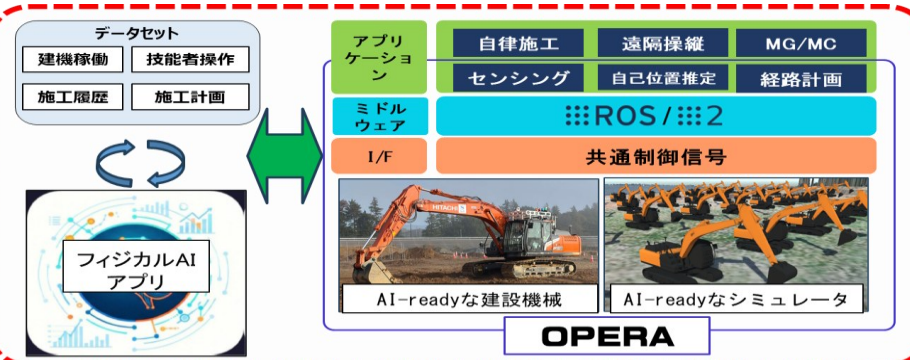 データセット
建機稼働
技能者操作
施工履歴
施工計画
フィジカルAI
アプリ
アプリ
ケーショ
ン
自律施工
遠隔操縦
MG/MC
センシング
自己位置推定
経路計画
ミドル
ウェア
ROS/2
I/F
共通制御信号
HITACHI
AI-readyな建設機械
AI-readyなシミュレータ
OPERA